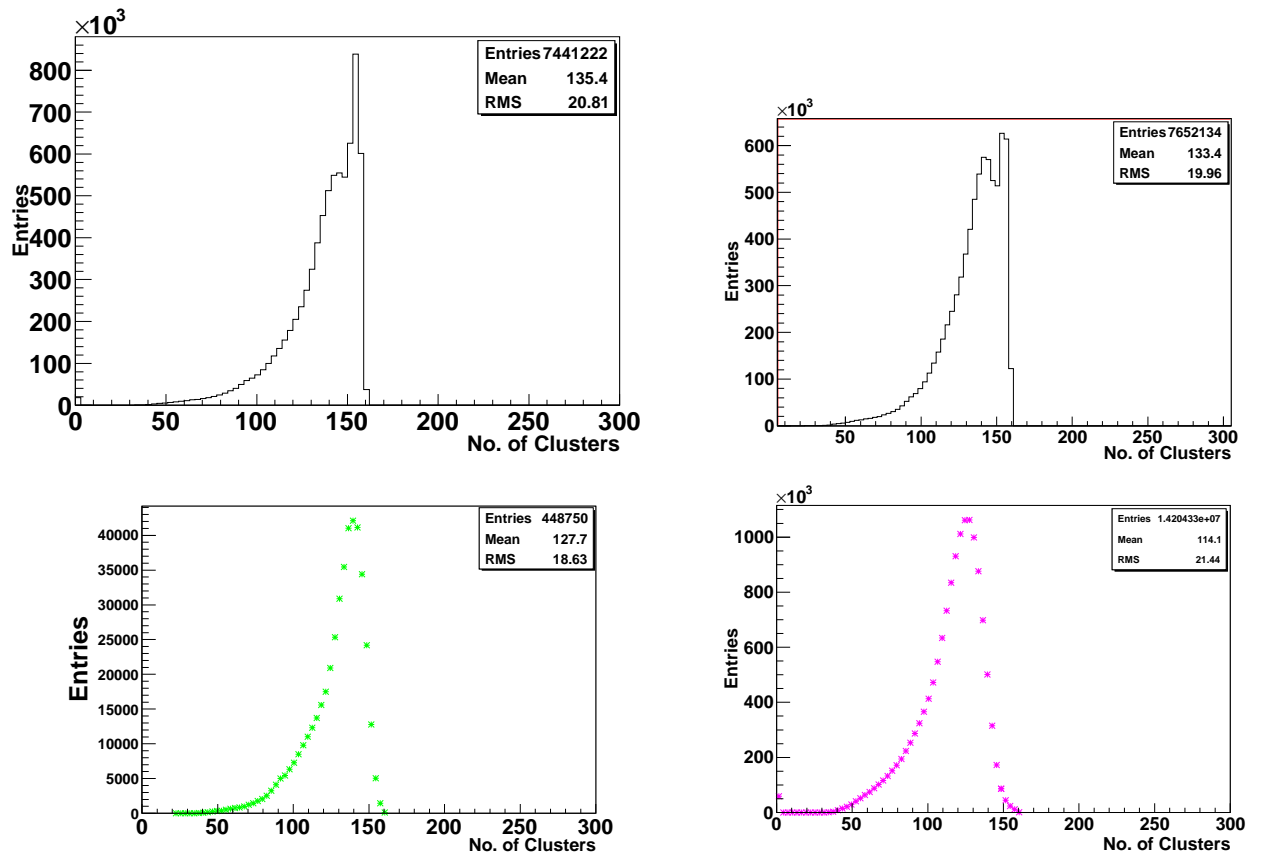 ×10³
Entries 7441222
Mean 135.4
RMS 20.81
800
700
600
500
400
300
200
100
0
Entries
0 50 100 150 200 250 300
No. of Clusters
×10³
Entries 7652134
Mean 133.4
RMS 19.96
600
500
400
300
200
100
0
Entries
50 100 150 200 250 300
No. of Clusters
Entries 448750
Mean 127.7
RMS 18.63
40000
35000
30000
25000
20000
15000
10000
5000
0
Entries
0 50 100 150 200 250 300
No. of Clusters
×10³
Entries 1.420433e+07
Mean 114.1
RMS 21.44
1000
800
600
400
200
0
Entries
0 50 100 150 200 250 300
No. of Clusters